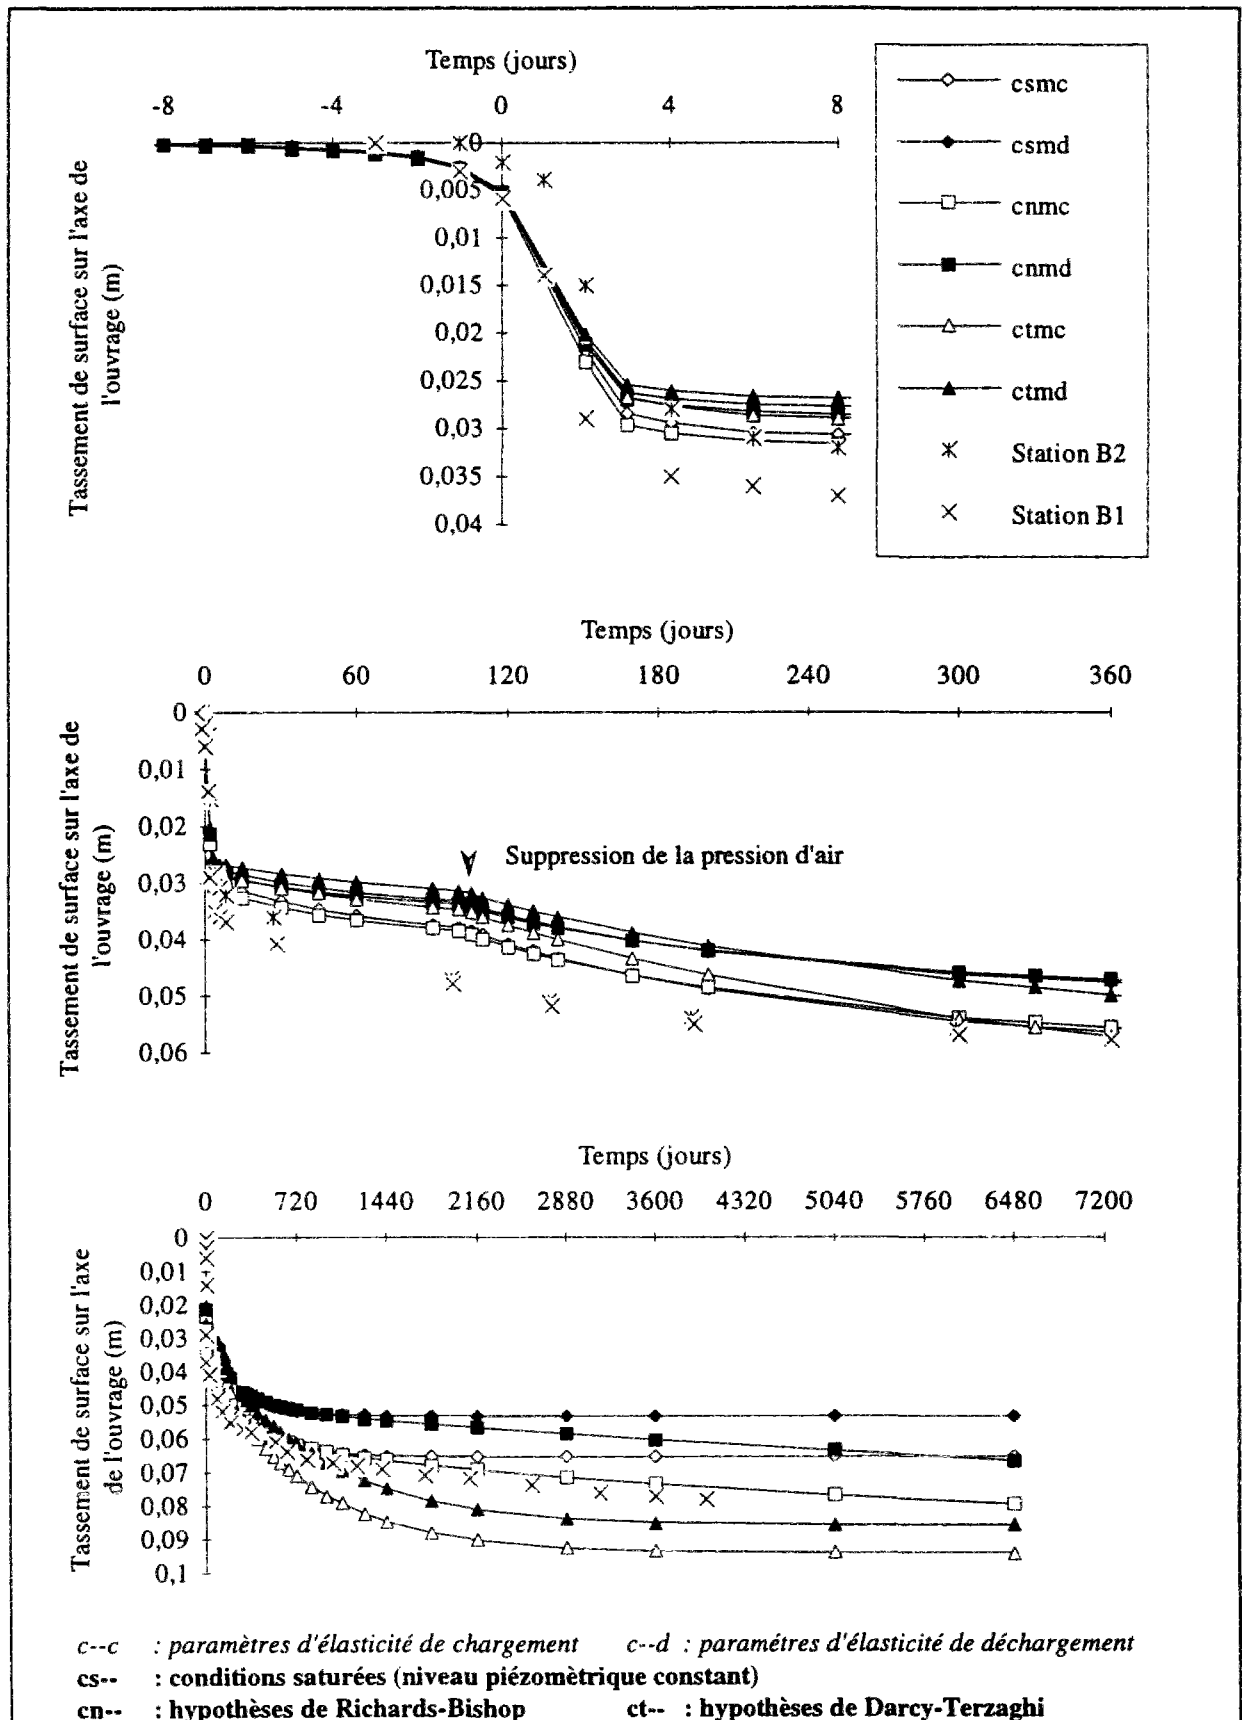 Temps (jours)
-8 -4 0 4 8
0
0,005
0,01
0,015
0,02
0,025
0,03
0,035
0,04
Tassement de surface sur l'axe de
l'ouvrage (m)
csmc
csmd
cnmc
cnmd
ctmc
ctmd
Station B2
Station B1
Temps (jours)
0 60 120 180 240 300 360
0
0,01
0,02
0,03
0,04
0,05
0,06
Tassement de surface sur l'axe de
l'ouvrage (m)
Suppression de la pression d'air
Temps (jours)
0 720 1440 2160 2880 3600 4320 5040 5760 6480 7200
0
0,01
0,02
0,03
0,04
0,05
0,06
0,07
0,08
0,09
0,1
Tassement de surface sur l'axe
de l'ouvrage (m)
c--c : paramètres d'élasticité de chargement c--d : paramétres d'élasticité de déchargement
cs-- : conditions saturées (niveau piézomètrique constant)
cn-- : hypothèses de Richards-Bishop ct-- : hypothèses de Darcy-Terzaghi